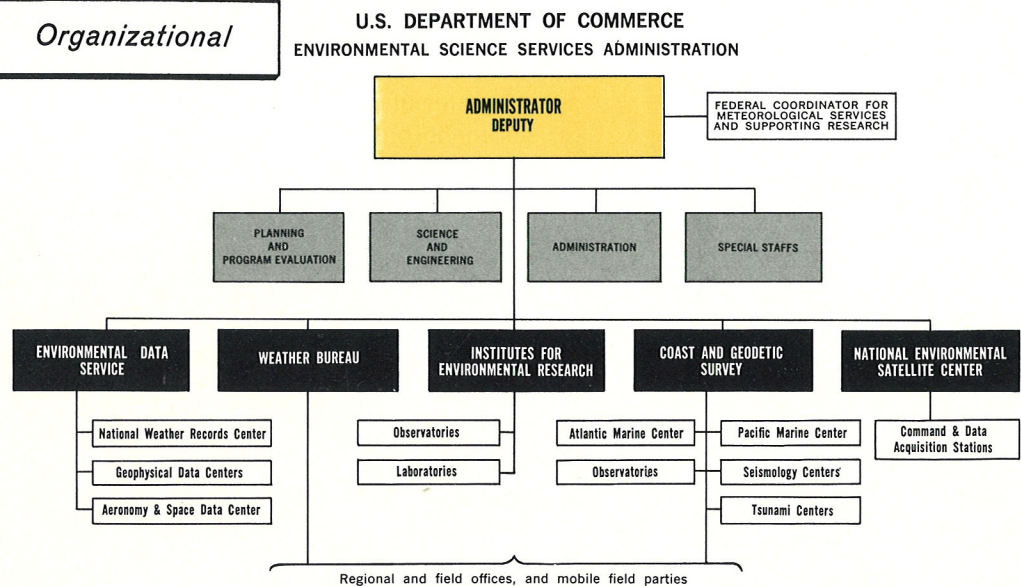 Organizational
U.S. DEPARTMENT OF COMMERCE
ENVIRONMENTAL SCIENCE SERVICES ADMINISTRATION
ADMINISTRATOR
DEPUTY
FEDERAL COORDINATOR FOR
METEOROLOGICAL SERVICES
AND SUPPORTING RESEARCH
PLANNING
AND
PROGRAM EVALUATION
SCIENCE
AND
ENGINEERING
ADMINISTRATION
SPECIAL STAFFS
ENVIRONMENTAL DATA
SERVICE
WEATHER BUREAU
INSTITUTES FOR
ENVIRONMENTAL RESEARCH
COAST AND GEODETIC
SURVEY
NATIONAL ENVIRONMENTAL
SATELLITE CENTER
National Weather Records Center
Geophysical Data Centers
Aeronomy & Space Data Center
Observatories
Laboratories
Atlantic Marine Center
Observatories
Pacific Marine Center
Seismology Centers
Tsunami Centers
Command & Data
Acquisition Stations
Regional and field offices, and mobile field parties